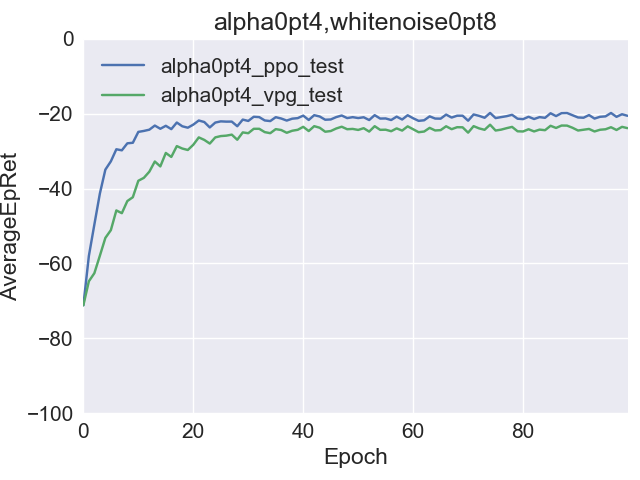 alpha0pt4,whitenoise0pt8
0
alpha0pt4_ppo_test
alpha0pt4_vpg_test
−20
−40
−60
−80
−100
AverageEpRet
0 20 40 60 80
Epoch